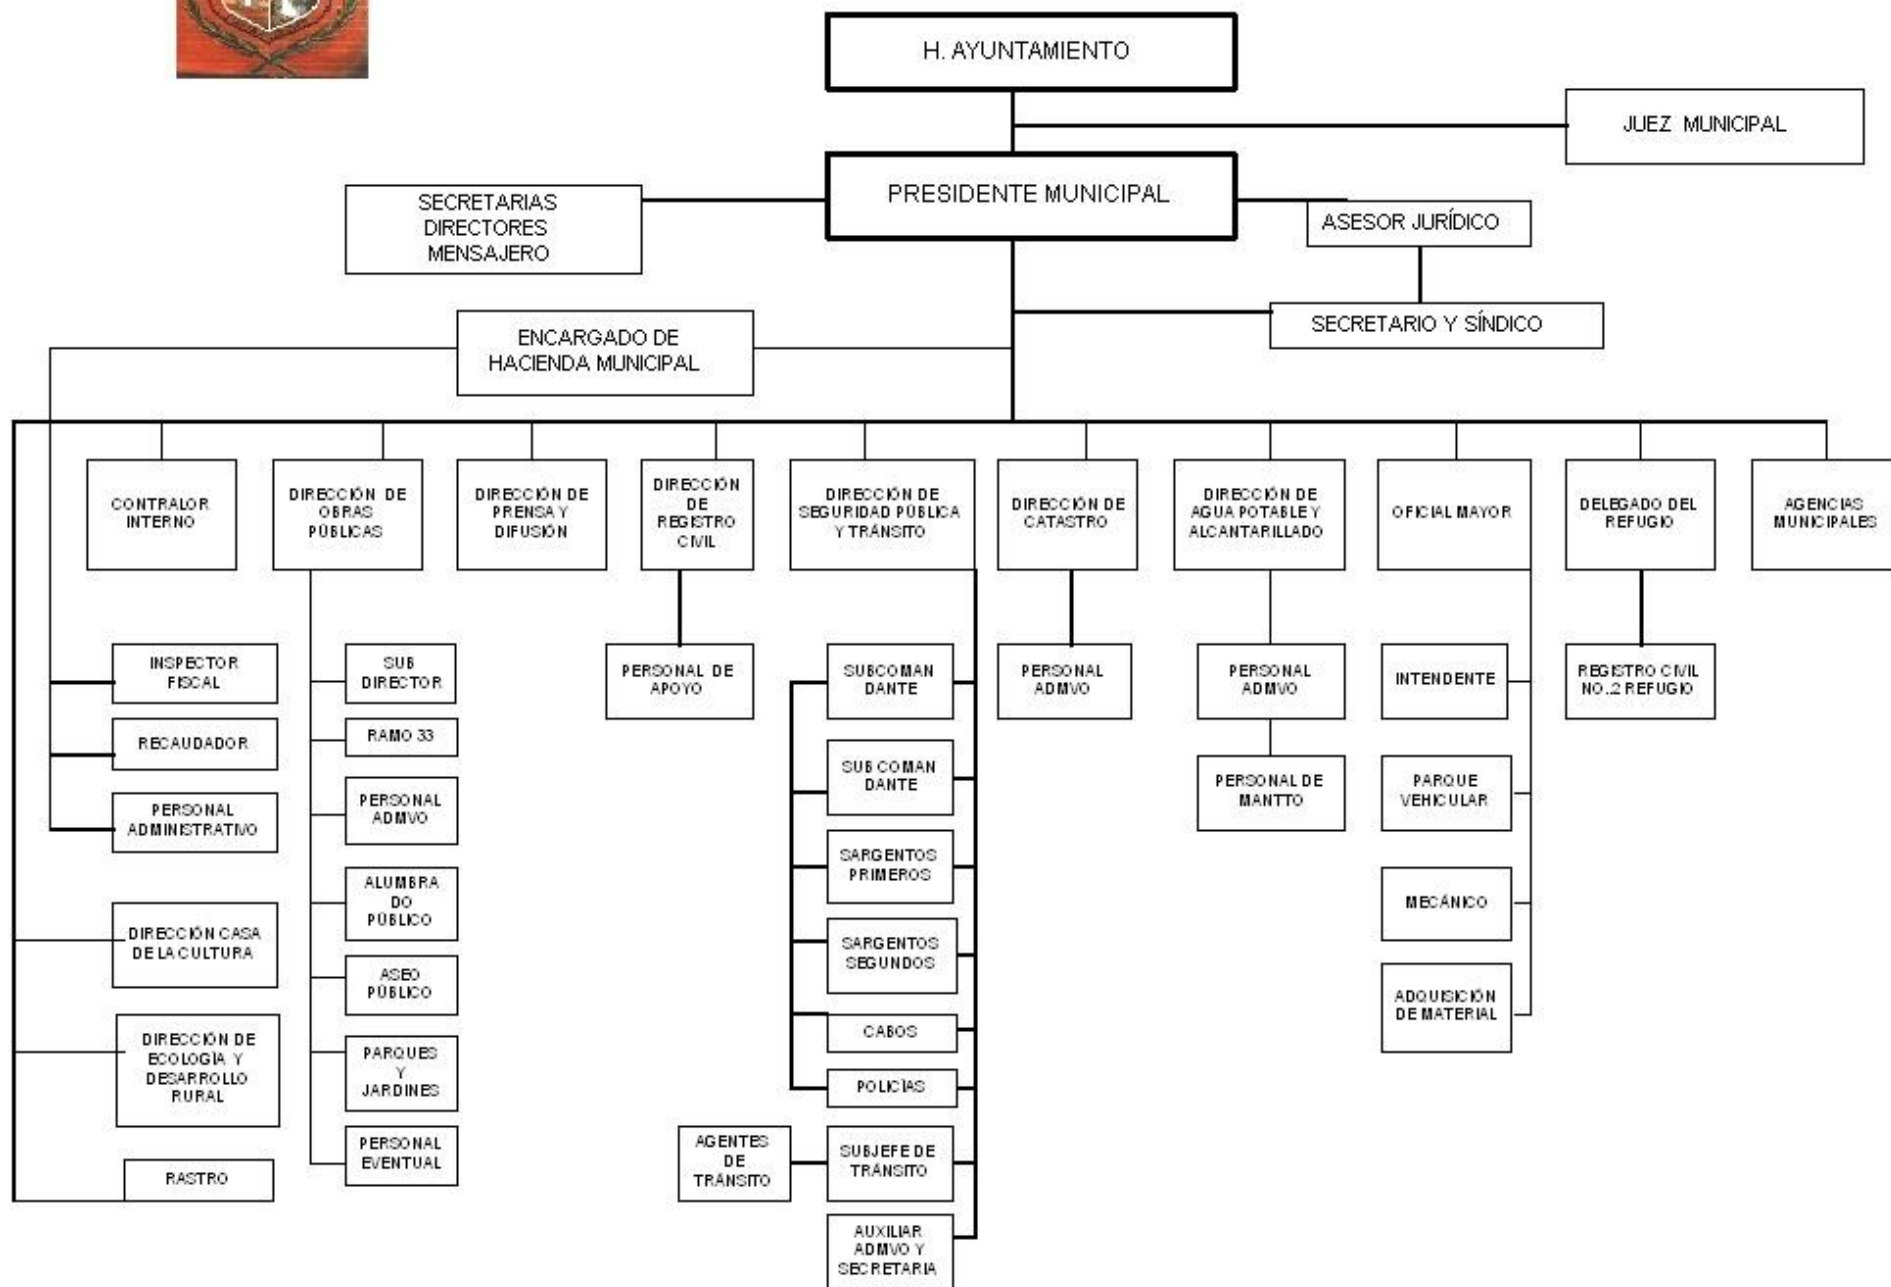 H. AYUNTAMIENTO
JUEZ MUNICIPAL
PRESIDENTE MUNICIPAL
SECRETARIAS
DIRECTORES
MENSAJERO
ASESOR JURÍDICO
SECRETARIO Y SÍNDICO
ENCARGADO DE
HACIENDA MUNICIPAL
CONTRALOR
INTERNO
DIRECCIÓN DE
OBRAS
PÚBLICAS
DIRECCIÓN DE
PRENSA Y
DIFUSIÓN
DIRECCIÓN
DE
REGISTRO
CIVIL
DIRECCIÓN DE
SEGURIDAD PÚBLICA
Y TRÁNSITO
DIRECCIÓN DE
CATASTRO
DIRECCIÓN DE
AGUA POTABLE Y
ALCANTARILLADO
OFICIAL MAYOR
DELEGADO DEL
REFUGIO
AGENCIAS
MUNICIPALES
INSPECTOR
FISCAL
RECAUDADOR
PERSONAL
ADMINISTRATIVO
DIRECCIÓN CASA
DE LA CULTURA
DIRECCIÓN DE
ECOLOGÍA Y
DESARROLLO
RURAL
RASTRO
SUB
DIRECTOR
RAMO 33
PERSONAL
ADMVO
ALUMBRA
DO
PÚBLICO
ASEO
PÚBLICO
PARQUES
Y
JARDINES
PERSONAL
EVENTUAL
PERSONAL DE
APOYO
SUBCOMAN
DANTE
SUB COMAN
DANTE
SARGENTOS
PRIMEROS
SARGENTOS
SEGUNDOS
CABOS
POLICÍAS
AGENTES
DE
TRÁNSITO
SUBJEFE DE
TRÁNSITO
AUXILIAR
ADMVO Y
SECRETARIA
PERSONAL
ADMVO
PERSONAL
ADMVO
PERSONAL DE
MANTTO
INTENDENTE
PARQUE
VEHICULAR
MECÁNICO
ADQUISICIÓN
DE MATERIAL
REGISTRO CIVIL
NO..2 REFUGIO